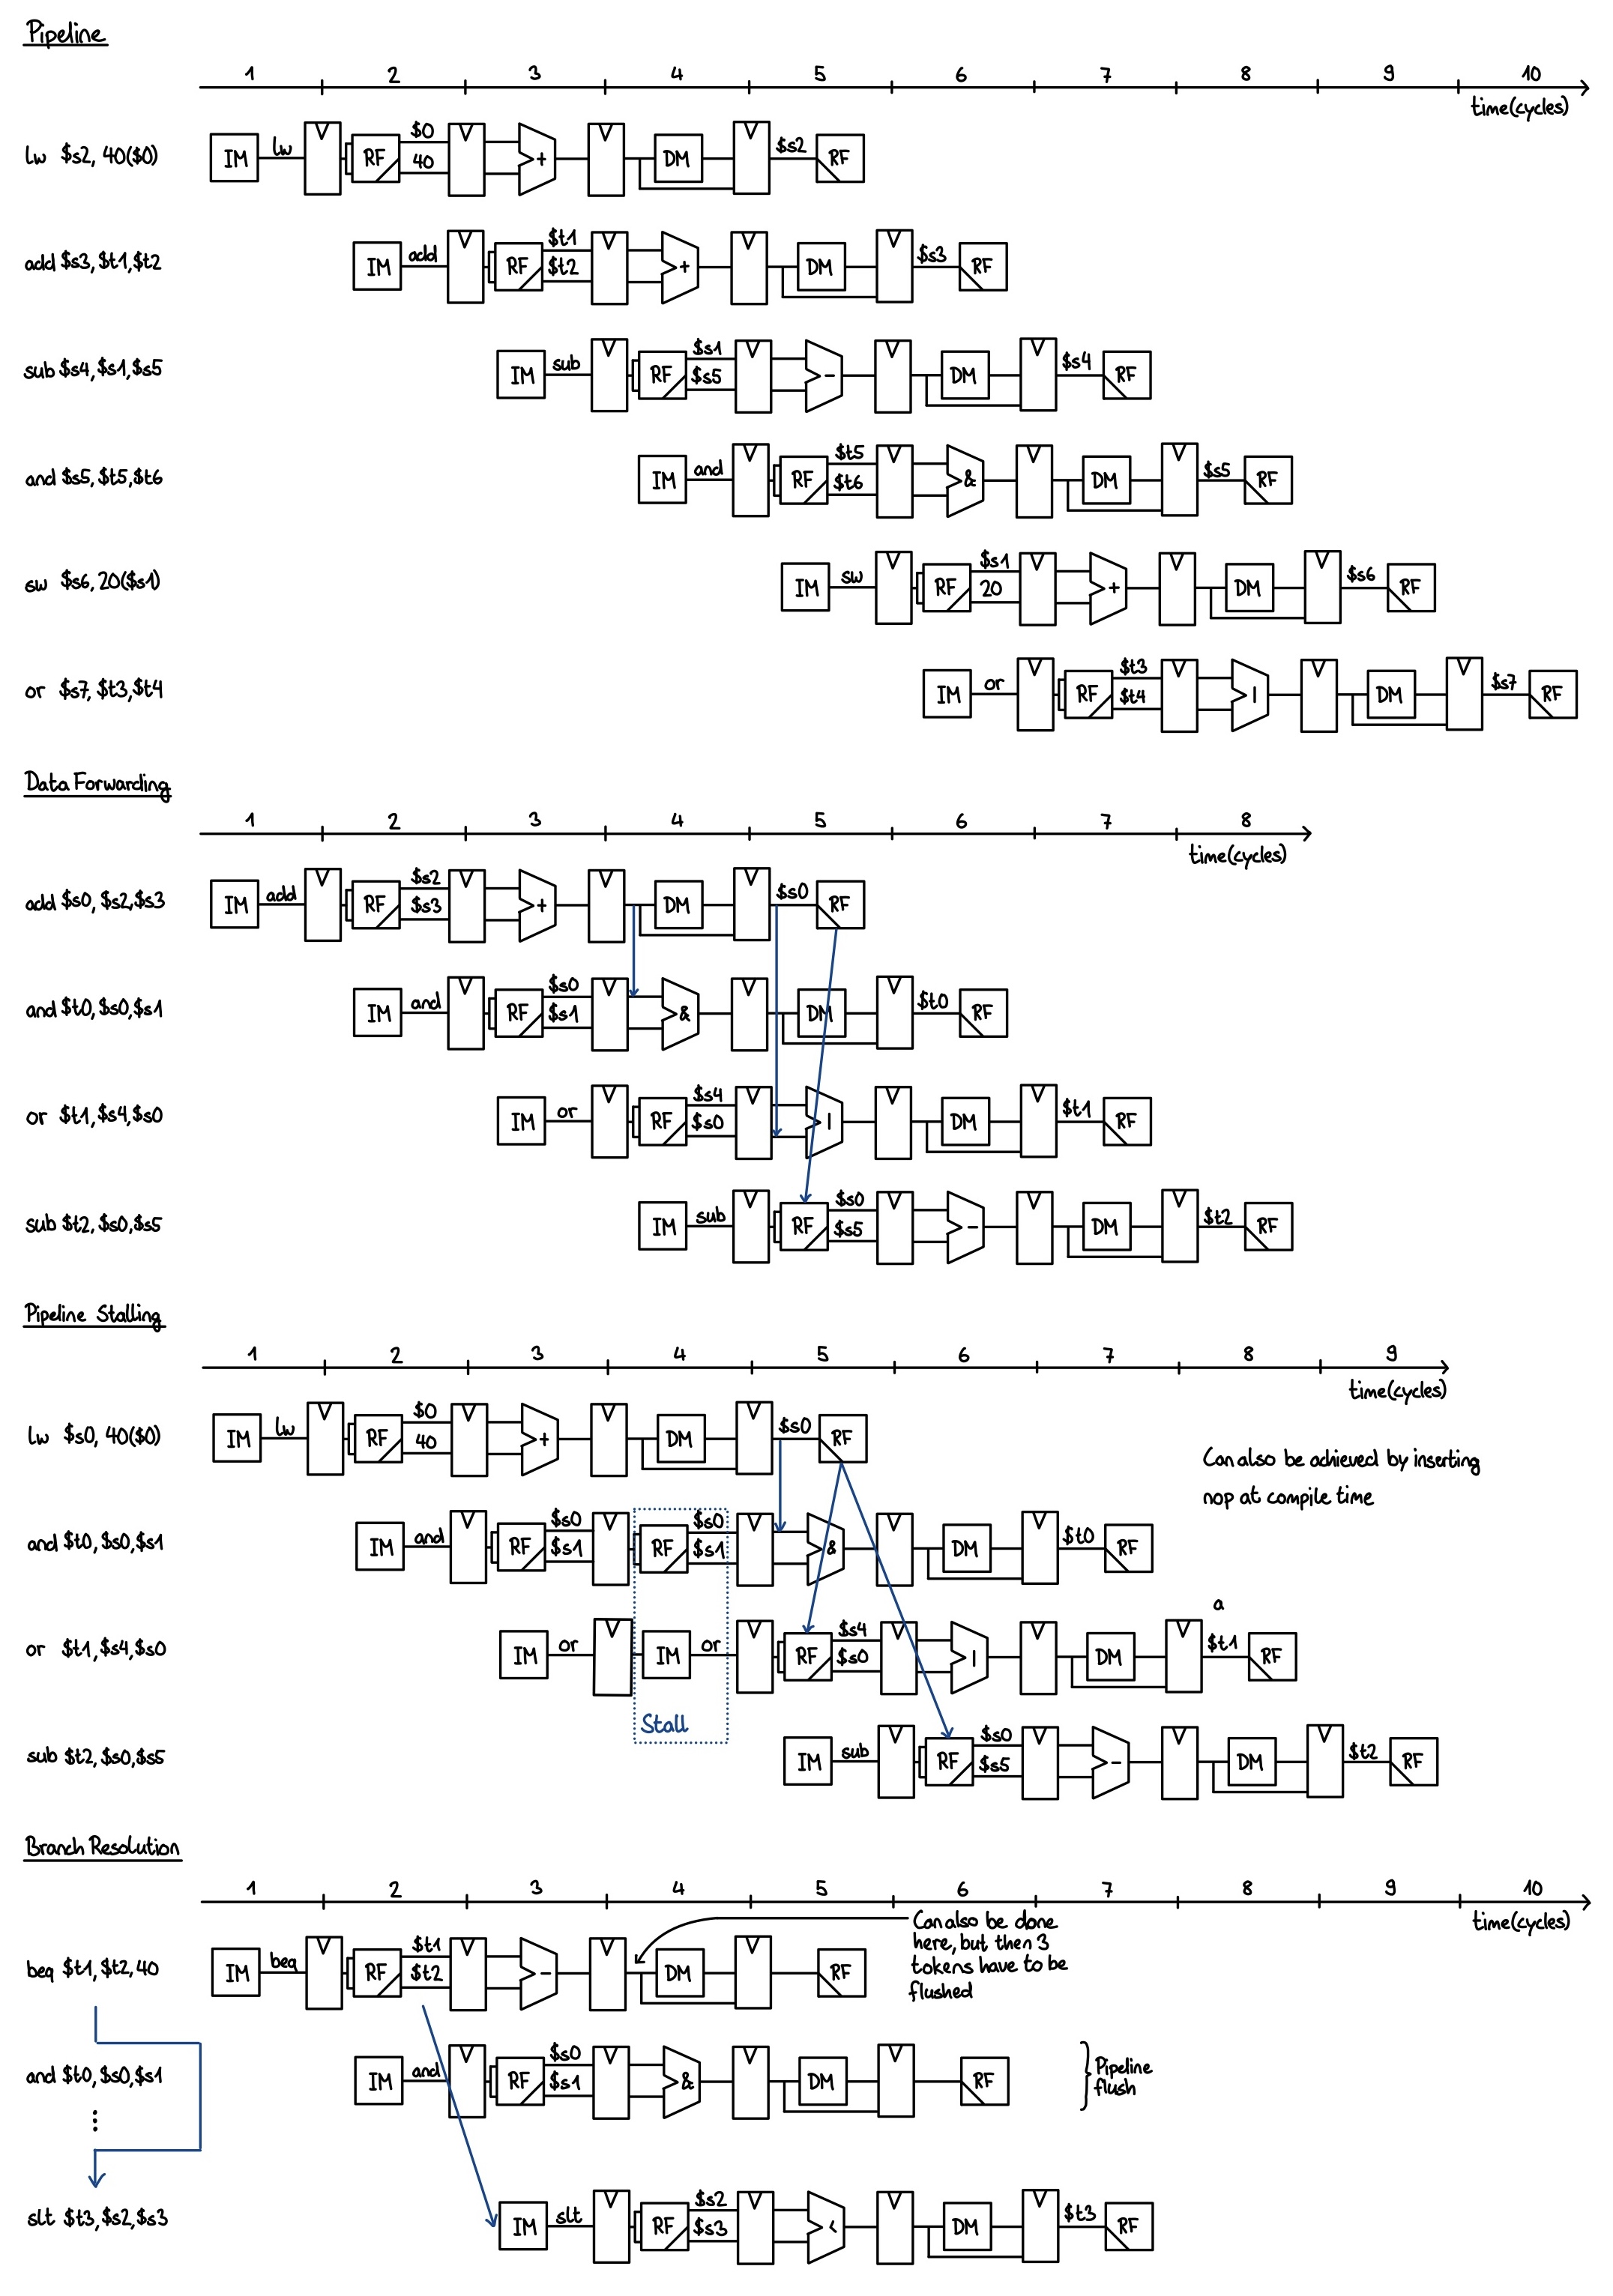 Pipeline
1 2 3 4 5 6 7 8 9 10
time(cycles)
lw $s2, 40($0) IM lw RF $0 40 + DM $s2 RF
add $s3, $t1, $t2 IM add RF $t1 $t2 + DM $s3 RF
sub $s4, $s1, $s5 IM sub RF $s1 $s5 - DM $s4 RF
and $s5, $t5, $t6 IM and RF $t5 $t6 & DM $s5 RF
sw $s6, 20($s1) IM sw RF $s1 20 + DM $s6 RF
or $s7, $t3, $t4 IM or RF $t3 $t4 | DM $s7 RF
Data Forwarding
1 2 3 4 5 6 7 8
time(cycles)
add $s0, $s2, $s3 IM add RF $s2 $s3 + DM $s0 RF
and $t0, $s0, $s1 IM and RF $s0 $s1 & DM $t0 RF
or $t1, $s4, $s0 IM or RF $s4 $s0 | DM $t1 RF
sub $t2, $s0, $s5 IM sub RF $s0 $s5 - DM $t2 RF
Pipeline Stalling
1 2 3 4 5 6 7 8 9
time(cycles)
lw $s0, 40($0) IM lw RF $0 40 + DM $s0 RF
Can also be achieved by inserting
nop at compile time
and $t0, $s0, $s1 IM and RF $s0 $s1 RF $s0 $s1 & DM $t0 RF
a
or $t1, $s4, $s0 IM or IM or RF $s4 $s0 | DM $t1 RF
Stall
sub $t2, $s0, $s5 IM sub RF $s0 $s5 - DM $t2 RF
Branch Resolution
1 2 3 4 5 6 7 8 9 10
time(cycles)
Can also be done
here, but then 3
tokens have to be
flushed
beq $t1, $t2, 40 IM beq RF $t1 $t2 - DM RF
and $t0, $s0, $s1 IM and RF $s0 $s1 & DM RF
Pipeline
flush
⋮
slt $t3, $s2, $s3 IM slt RF $s2 $s3 < DM $t3 RF